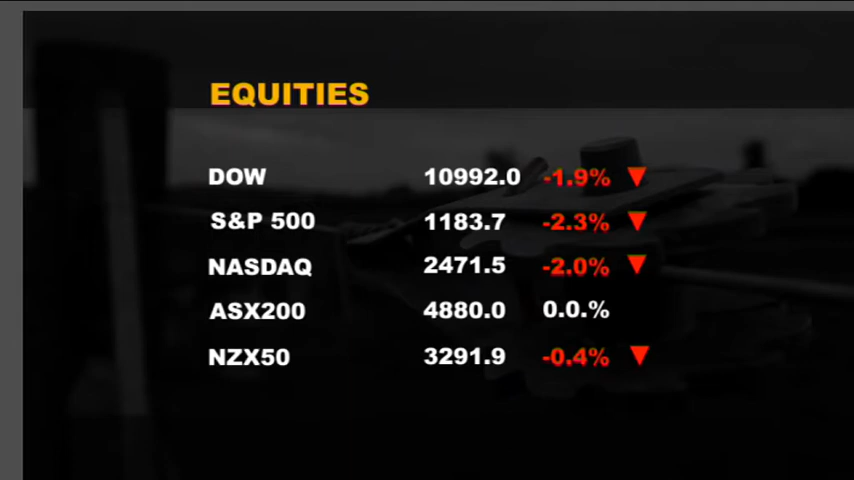 EQUITIES
DOW 10992.0 -1.9% ▼
S&P 500 1183.7 -2.3% ▼
NASDAQ 2471.5 -2.0% ▼
ASX200 4880.0 0.0.%
NZX50 3291.9 -0.4% ▼